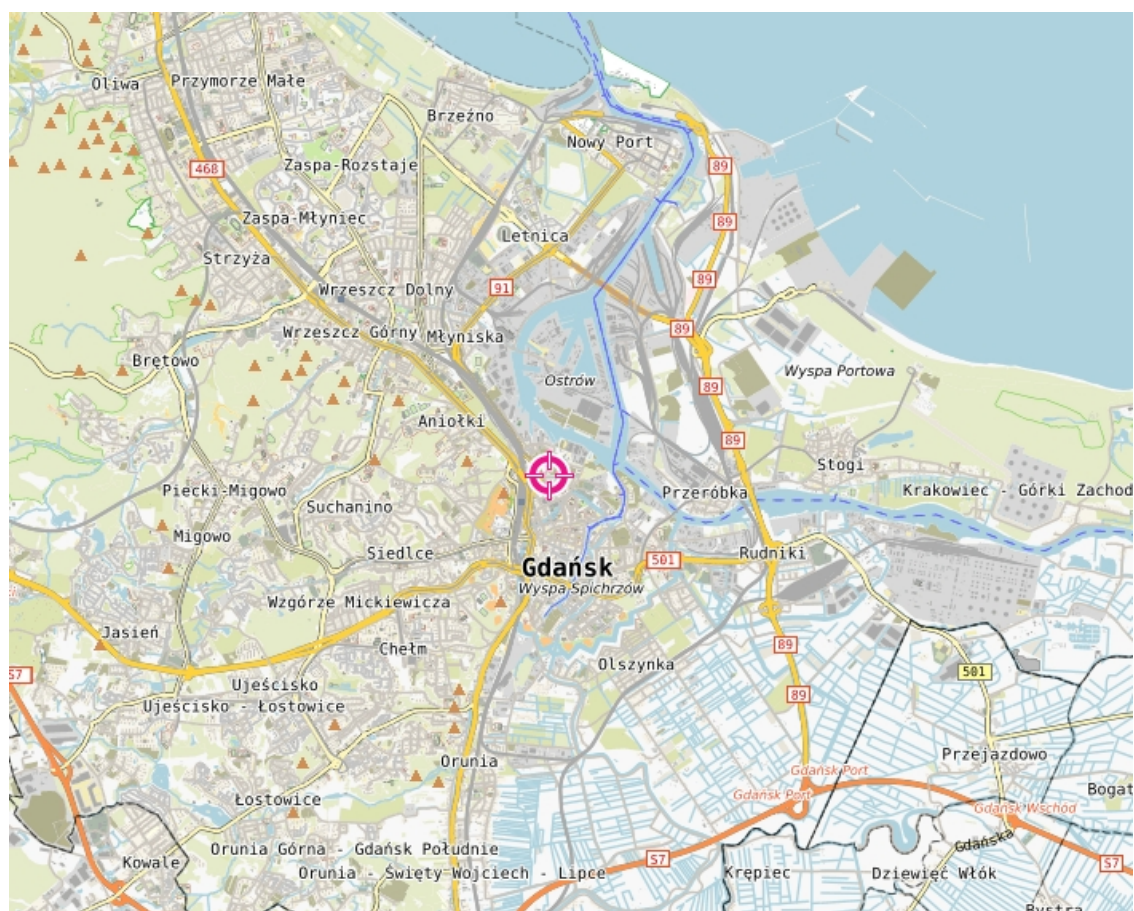 Oliwa
Przymorze Małe
Brzeźno
Nowy Port
Zaspa-Rozstaje
89
468
Zaspa-Młyniec
89
Letnica
Strzyża
89
Wrzeszcz Dolny
91
Wrzeszcz Górny
Młyniska
89
Brętowo
Wyspa Portowa
Ostrów
89
Aniołki
89
Stogi
Piecki-Migowo
Przeróbka
Krakowiec - Górki Zachod
Suchanino
Migowo
Siedlce
Rudniki
501
Gdańsk
Wyspa Spichrzów
Wzgórze Mickiewicza
Jasień
Chełm
89
Olszynka
S7
501
Ujeścisko
89
Ujeścisko - Łostowice
Przejazdowo
Orunia
Gdańsk Port
Gdańsk Port
Bogat
Łostowice
Gdańsk Wschód
Gdańska
Orunia Górna - Gdańsk Południe
Kowale
S7
S7
Orunia - Święty Wojciech - Lipce
Krępiec
Dziewięć Włók
Bystra